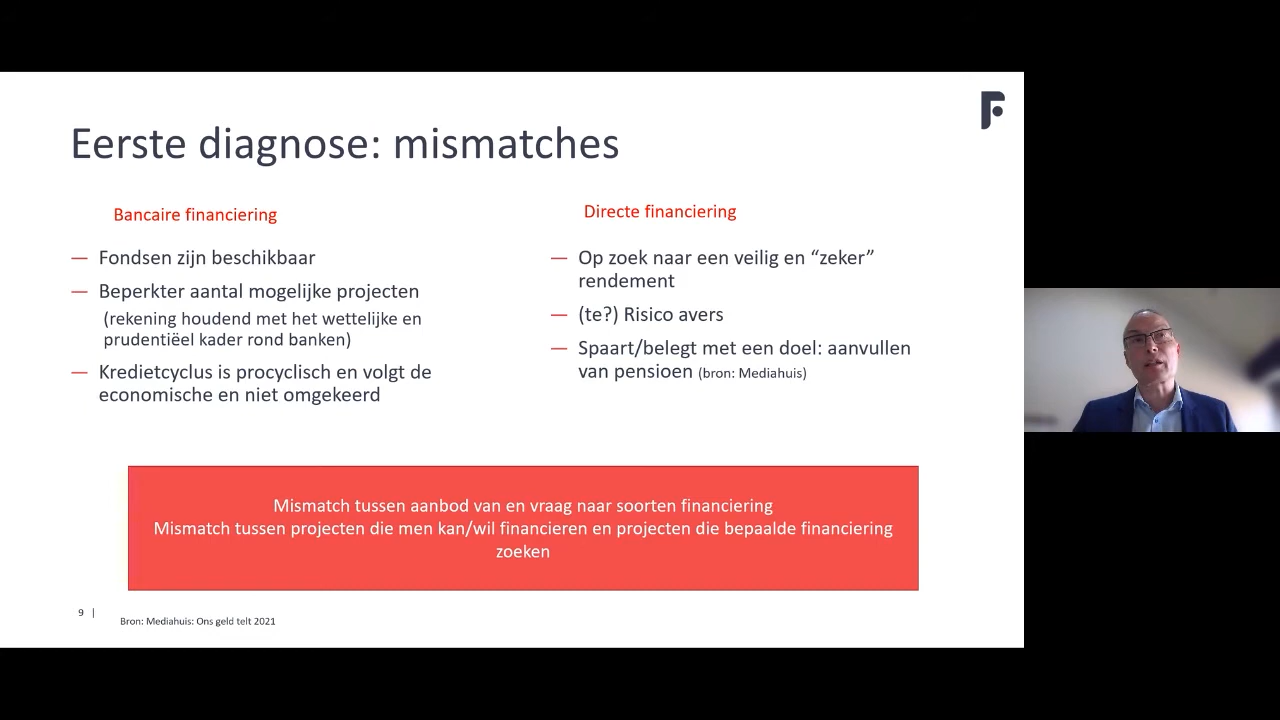 Eerste diagnose: mismatches
Bancaire financiering
— Fondsen zijn beschikbaar
— Beperkter aantal mogelijke projecten
(rekening houdend met het wettelijke en
prudentiëel kader rond banken)
— Kredietcyclus is procyclisch en volgt de
economische en niet omgekeerd
Directe financiering
— Op zoek naar een veilig en “zeker”
rendement
— (te?) Risico avers
— Spaart/belegt met een doel: aanvullen
van pensioen (bron: Mediahuis)
Mismatch tussen aanbod van en vraag naar soorten financiering
Mismatch tussen projecten die men kan/wil financieren en projecten die bepaalde financiering
zoeken
9 |
Bron: Mediahuis: Ons geld telt 2021